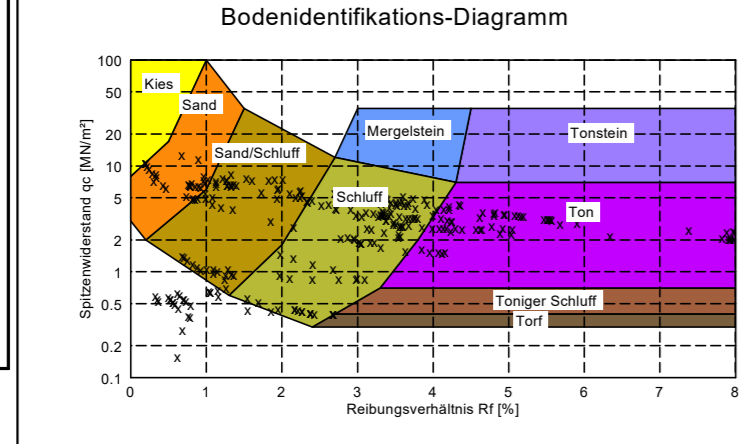 Bodenidentifikations-Diagramm
Spitzenwiderstand qc [MN/m²]
100
50
20
10
5
2
1
0.5
0.2
0.1
Kies
Sand
Sand/Schluff
Mergelstein
Tonstein
Schluff
Ton
Toniger Schluff
Torf
0 1 2 3 4 5 6 7 8
Reibungsverhältnis Rf [%]